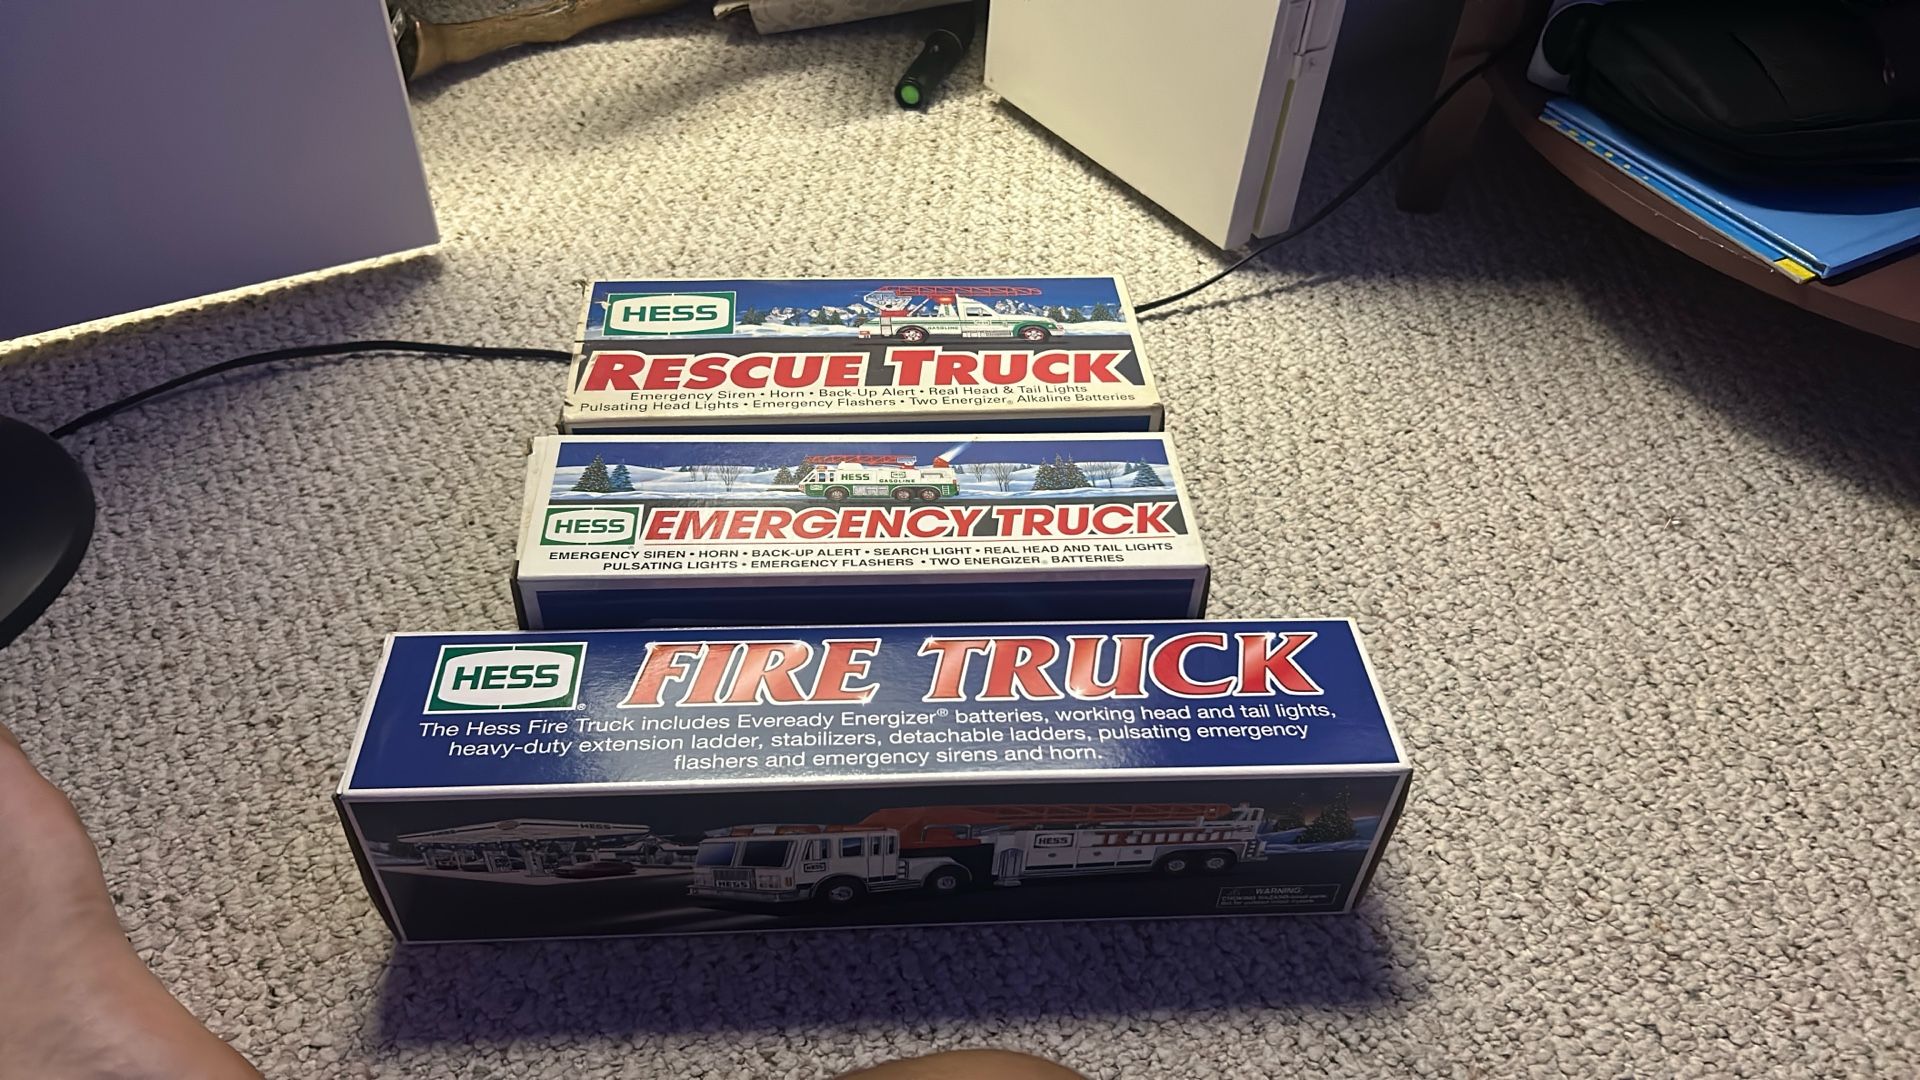 HESS
GASOLINE
RESCUE TRUCK
Emergency Siren • Horn • Back-Up Alert • Real Head & Tail Lights
Pulsating Head Lights • Emergency Flashers • Two Energizer® Alkaline Batteries
HESS
GASOLINE
HESS
EMERGENCY TRUCK
EMERGENCY SIREN • HORN • BACK-UP ALERT • SEARCH LIGHT • REAL HEAD AND TAIL LIGHTS
PULSATING LIGHTS • EMERGENCY FLASHERS • TWO ENERGIZER® BATTERIES
HESS®
FIRE TRUCK
The Hess Fire Truck includes Eveready Energizer® batteries, working head and tail lights,
heavy-duty extension ladder, stabilizers, detachable ladders, pulsating emergency
flashers and emergency sirens and horn.
HESS
HESS
HESS
HESS
WARNING: